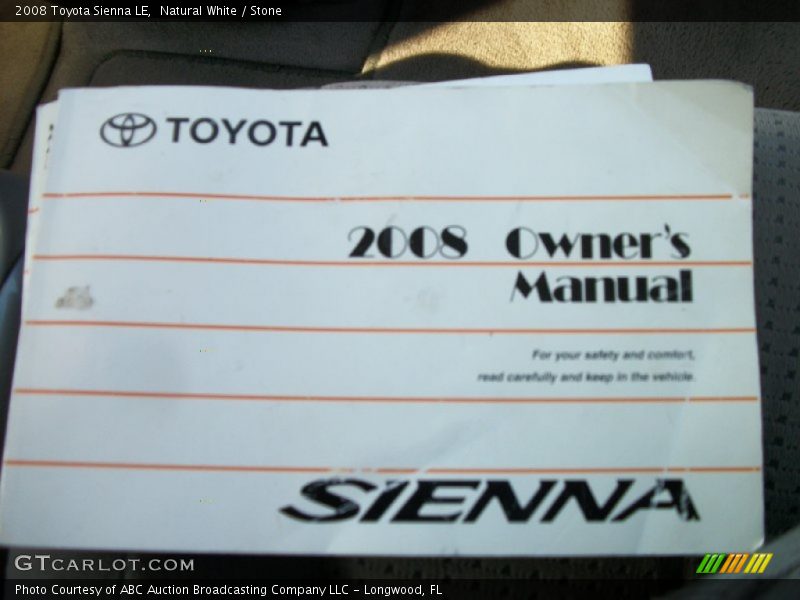 2008 Toyota Sienna LE,  Natural White / Stone
TOYOTA
2008 Owner's
Manual
For your safety and comfort,
read carefully and keep in the vehicle.
SIENNA
GTCARLOT.COM
Photo Courtesy of ABC Auction Broadcasting Company LLC - Longwood, FL